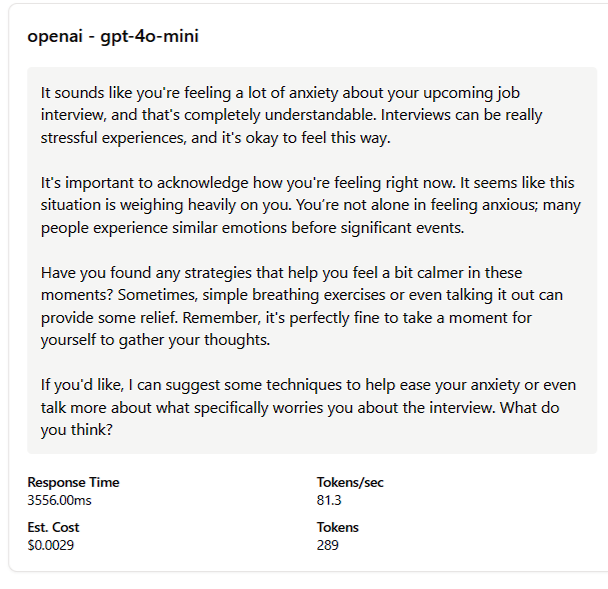 openai - gpt-4o-mini
It sounds like you're feeling a lot of anxiety about your upcoming job
interview, and that's completely understandable. Interviews can be really
stressful experiences, and it's okay to feel this way.
It's important to acknowledge how you're feeling right now. It seems like this
situation is weighing heavily on you. You're not alone in feeling anxious; many
people experience similar emotions before significant events.
Have you found any strategies that help you feel a bit calmer in these
moments? Sometimes, simple breathing exercises or even talking it out can
provide some relief. Remember, it's perfectly fine to take a moment for
yourself to gather your thoughts.
If you'd like, I can suggest some techniques to help ease your anxiety or even
talk more about what specifically worries you about the interview. What do
you think?
Response Time
3556.00ms
Tokens/sec
81.3
Est. Cost
$0.0029
Tokens
289